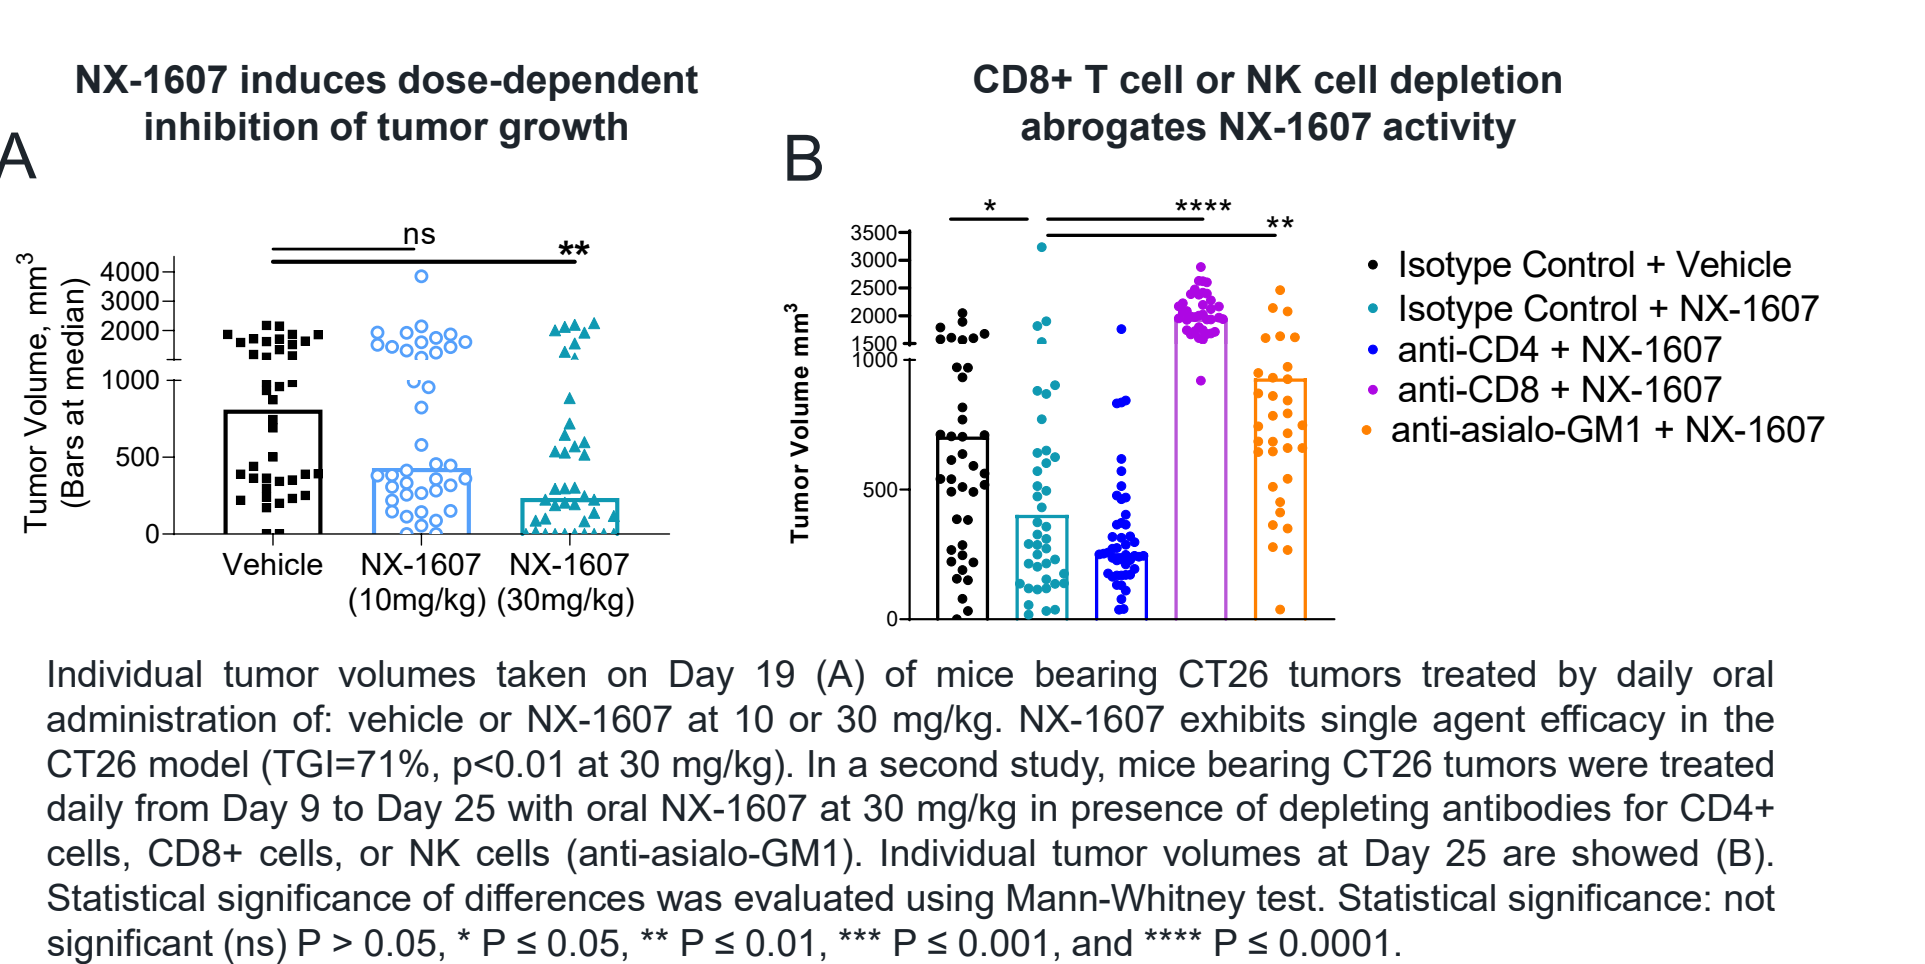 NX-1607 induces dose-dependent
inhibition of tumor growth
A
Tumor Volume, mm3
(Bars at median)
ns
**
4000
3000
2000
1000
500
0
Vehicle
NX-1607
(10mg/kg)
NX-1607
(30mg/kg)
CD8+ T cell or NK cell depletion
abrogates NX-1607 activity
B
Tumor Volume mm3
*
****
**
3500
3000
2500
2000
1500
1000
500
0
Isotype Control + Vehicle
Isotype Control + NX-1607
anti-CD4 + NX-1607
anti-CD8 + NX-1607
anti-asialo-GM1 + NX-1607
Individual tumor volumes taken on Day 19 (A) of mice bearing CT26 tumors treated by daily oral
administration of: vehicle or NX-1607 at 10 or 30 mg/kg. NX-1607 exhibits single agent efficacy in the
CT26 model (TGI=71%, p<0.01 at 30 mg/kg). In a second study, mice bearing CT26 tumors were treated
daily from Day 9 to Day 25 with oral NX-1607 at 30 mg/kg in presence of depleting antibodies for CD4+
cells, CD8+ cells, or NK cells (anti-asialo-GM1). Individual tumor volumes at Day 25 are showed (B).
Statistical significance of differences was evaluated using Mann-Whitney test. Statistical significance: not
significant (ns) P > 0.05, * P ≤ 0.05, ** P ≤ 0.01, *** P ≤ 0.001, and **** P ≤ 0.0001.